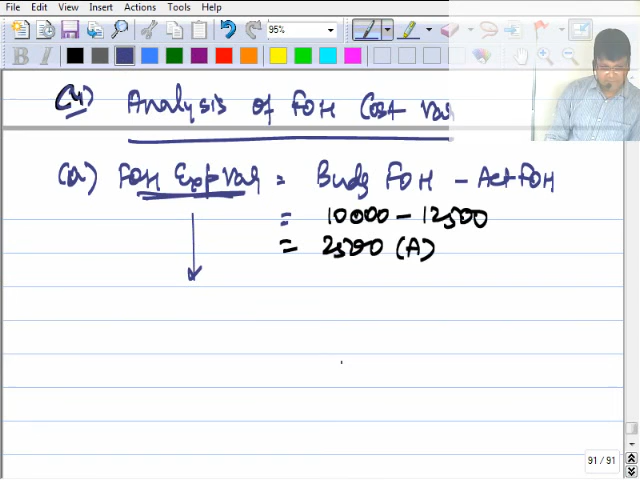 File Edit View Insert Actions Tools Help
95%
(4) Analysis of FOH Cost Var
(a) FOH Exp Var = Budg FOH - Act FOH
= 10000 - 12500
= 2500 (A)
91 / 91